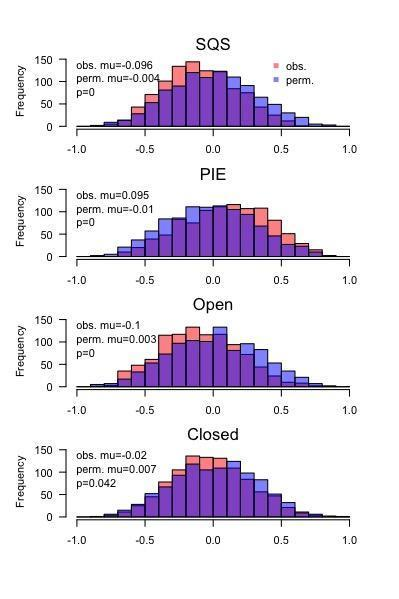 SQS
obs. mu=-0.096
perm. mu=-0.004
p=0
obs.
perm.
Frequency
150
100
50
0
-1.0 -0.5 0.0 0.5 1.0
PIE
obs. mu=0.095
perm. mu=-0.01
p=0
Frequency
150
100
50
0
-1.0 -0.5 0.0 0.5 1.0
Open
obs. mu=-0.1
perm. mu=0.003
p=0
Frequency
150
100
50
0
-1.0 -0.5 0.0 0.5 1.0
Closed
obs. mu=-0.02
perm. mu=0.007
p=0.042
Frequency
150
100
50
0
-1.0 -0.5 0.0 0.5 1.0